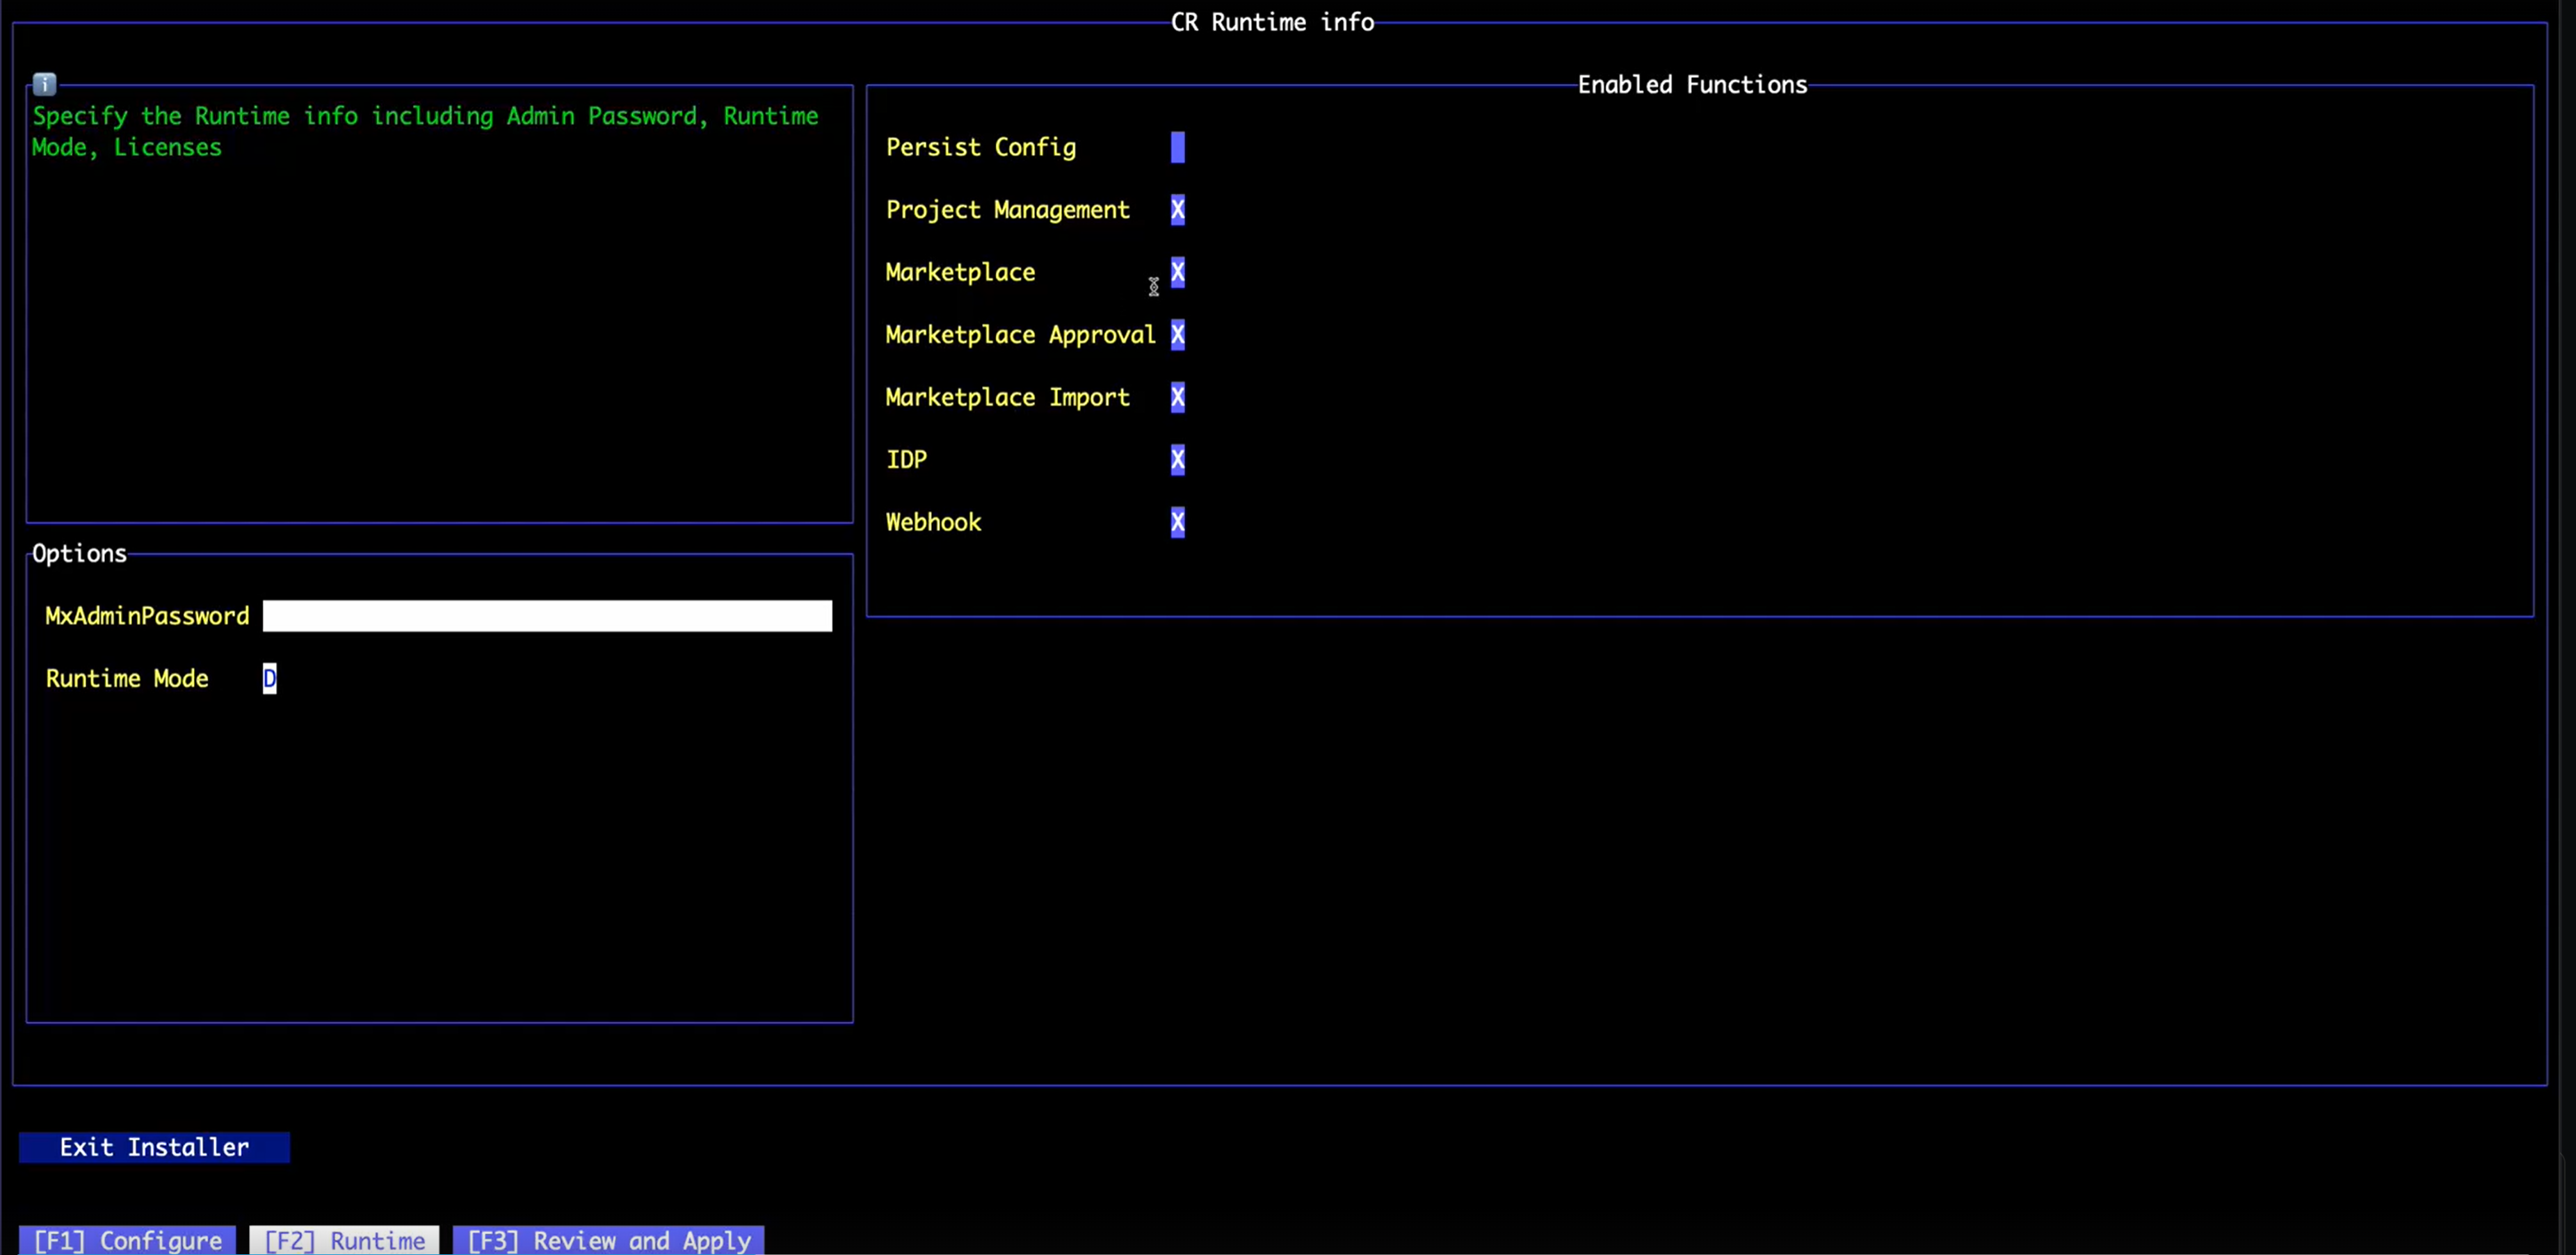 CR Runtime info
i
Specify the Runtime info including Admin Password, Runtime
Mode, Licenses
Options
MxAdminPassword
Runtime Mode D
Enabled Functions
Persist Config
Project Management X
Marketplace X
Marketplace Approval X
Marketplace Import X
IDP X
Webhook X
Exit Installer
[F1] Configure [F2] Runtime [F3] Review and Apply